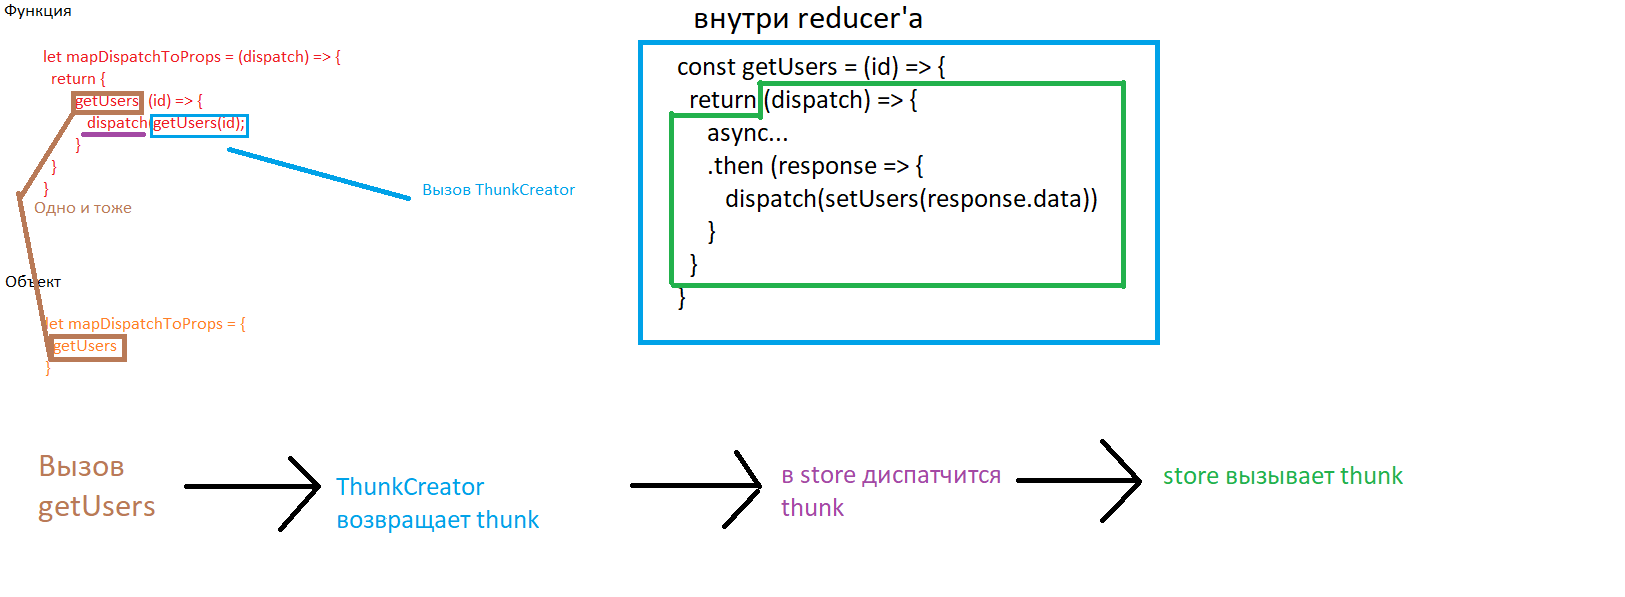 Функция
let mapDispatchToProps = (dispatch) => {
return {
getUsers (id) => {
dispatch(getUsers(id);
}
}
}
Одно и тоже
Вызов ThunkCreator
Объект
let mapDispatchToProps = {
getUsers
}
внутри reducer'a
const getUsers = (id) => {
return (dispatch) => {
async...
.then (response => {
dispatch(setUsers(response.data))
}
}
}
Вызов
getUsers
ThunkCreator
возвращает thunk
в store диспатчится
thunk
store вызывает thunk